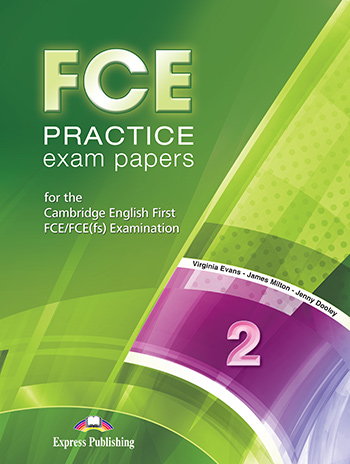 FCE
PRACTICE
exam papers
for the
Cambridge English First
FCE/FCE(fs) Examination
Virginia Evans - James Milton - Jenny Dooley
2
Express Publishing